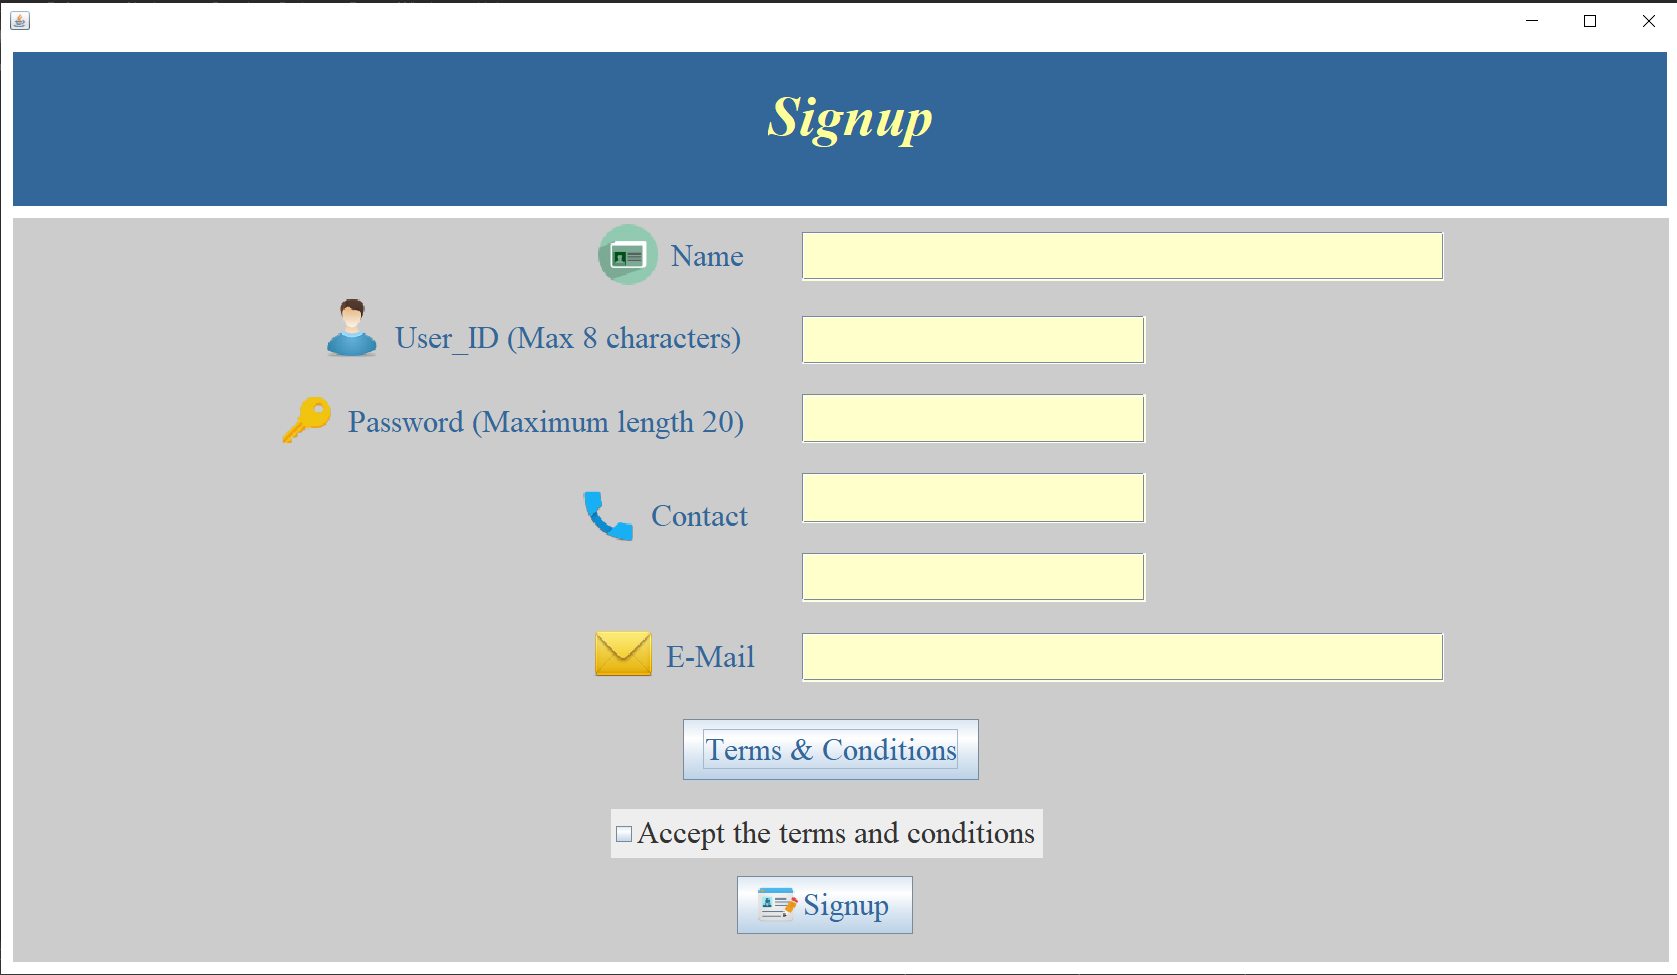 Signup
Name
User_ID (Max 8 characters)
Password (Maximum length 20)
Contact
E-Mail
Terms & Conditions
Accept the terms and conditions
Signup